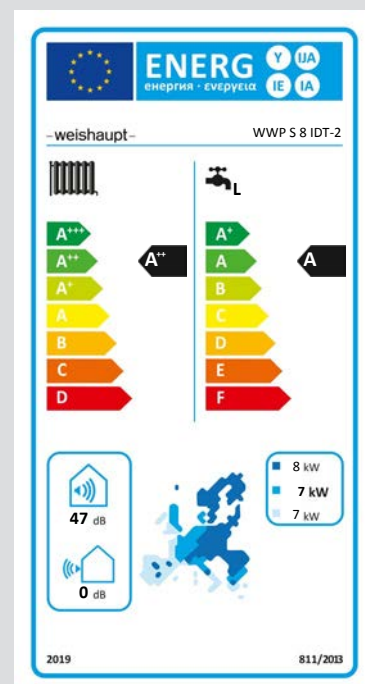 ENERG Y IJA
енергия · ενεργεια IE IA
-weishaupt- WWP S 8 IDT-2
L
A+++
A++
A+
A
B
C
D
A++
A+
A
B
C
D
E
F
A
47 dB
0 dB
8 kW
7 kW
7 kW
2019 811/2013